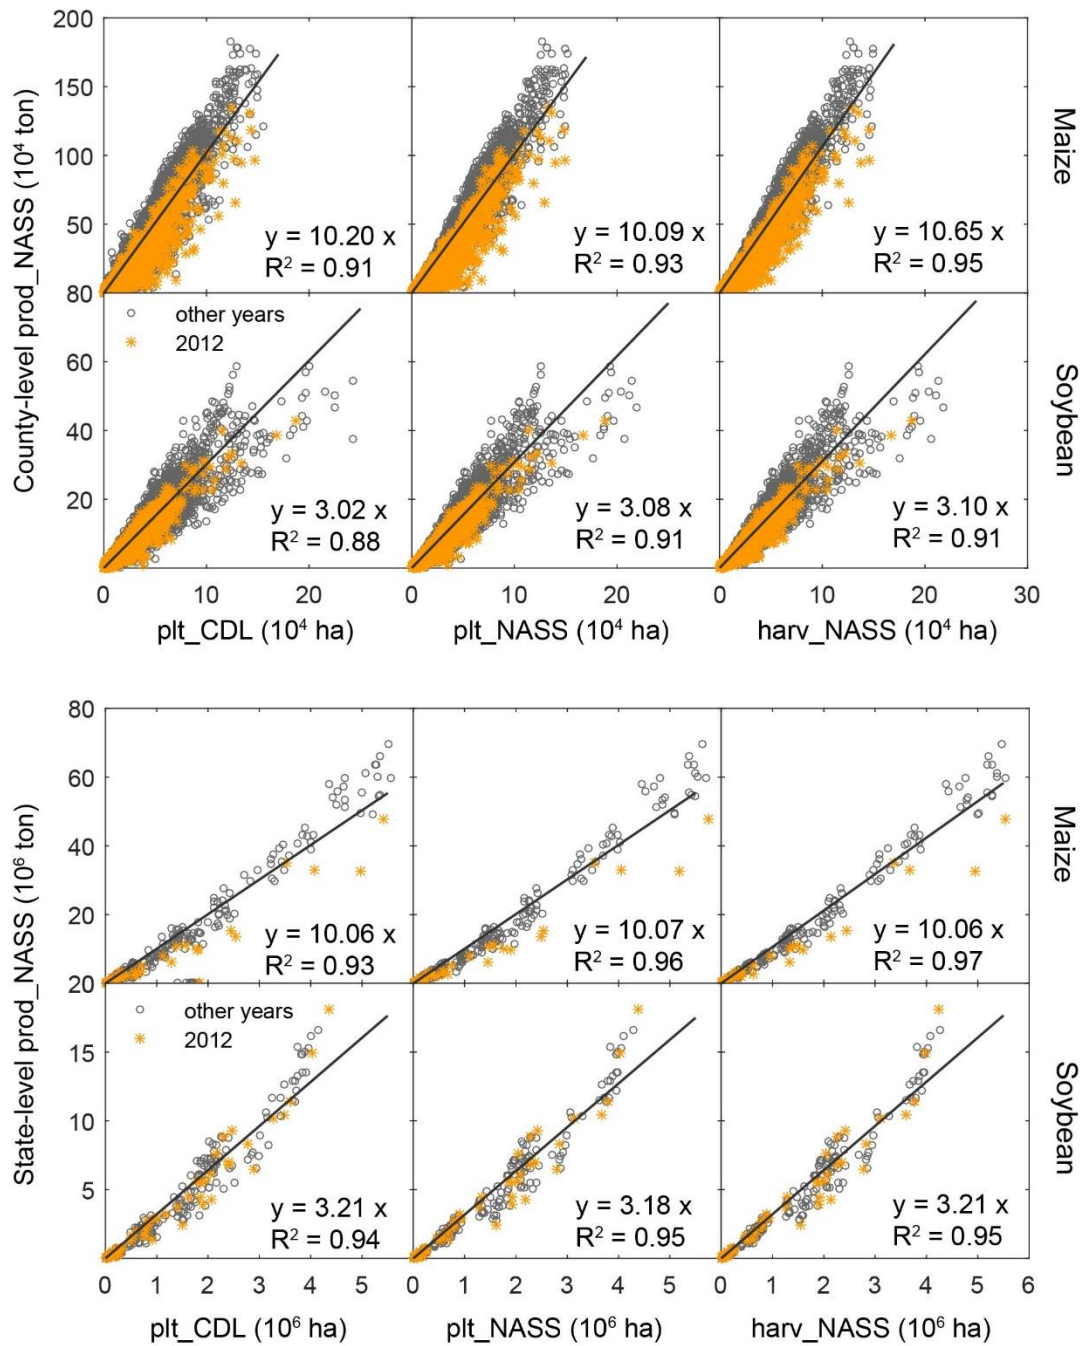 200
150
100
50
80
60
40
20
County-level prod_NASS (10⁴ ton)
y = 10.20 x
R² = 0.91
y = 10.09 x
R² = 0.93
y = 10.65 x
R² = 0.95
Maize
other years
2012
y = 3.02 x
R² = 0.88
y = 3.08 x
R² = 0.91
y = 3.10 x
R² = 0.91
Soybean
0 10 20 0 10 20 0 10 20 30
plt_CDL (10⁴ ha) plt_NASS (10⁴ ha) harv_NASS (10⁴ ha)
80
60
40
20
20
15
10
5
State-level prod_NASS (10⁶ ton)
y = 10.06 x
R² = 0.93
y = 10.07 x
R² = 0.96
y = 10.06 x
R² = 0.97
Maize
other years
2012
y = 3.21 x
R² = 0.94
y = 3.18 x
R² = 0.95
y = 3.21 x
R² = 0.95
Soybean
0 1 2 3 4 5 0 1 2 3 4 5 0 1 2 3 4 5 6
plt_CDL (10⁶ ha) plt_NASS (10⁶ ha) harv_NASS (10⁶ ha)